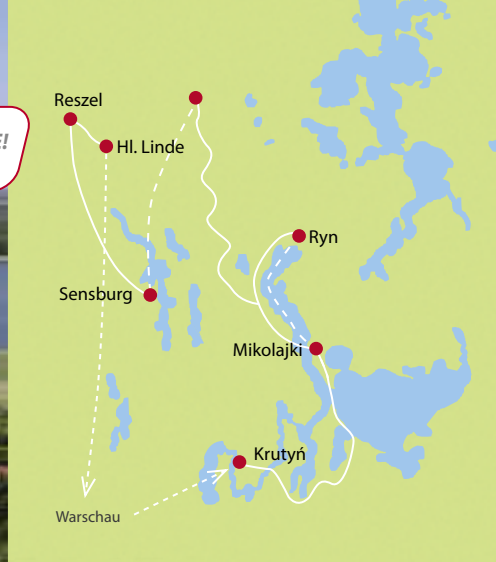 Reszel
E!
Hl. Linde
Ryn
Sensburg
Mikolajki
Krutyń
Warschau